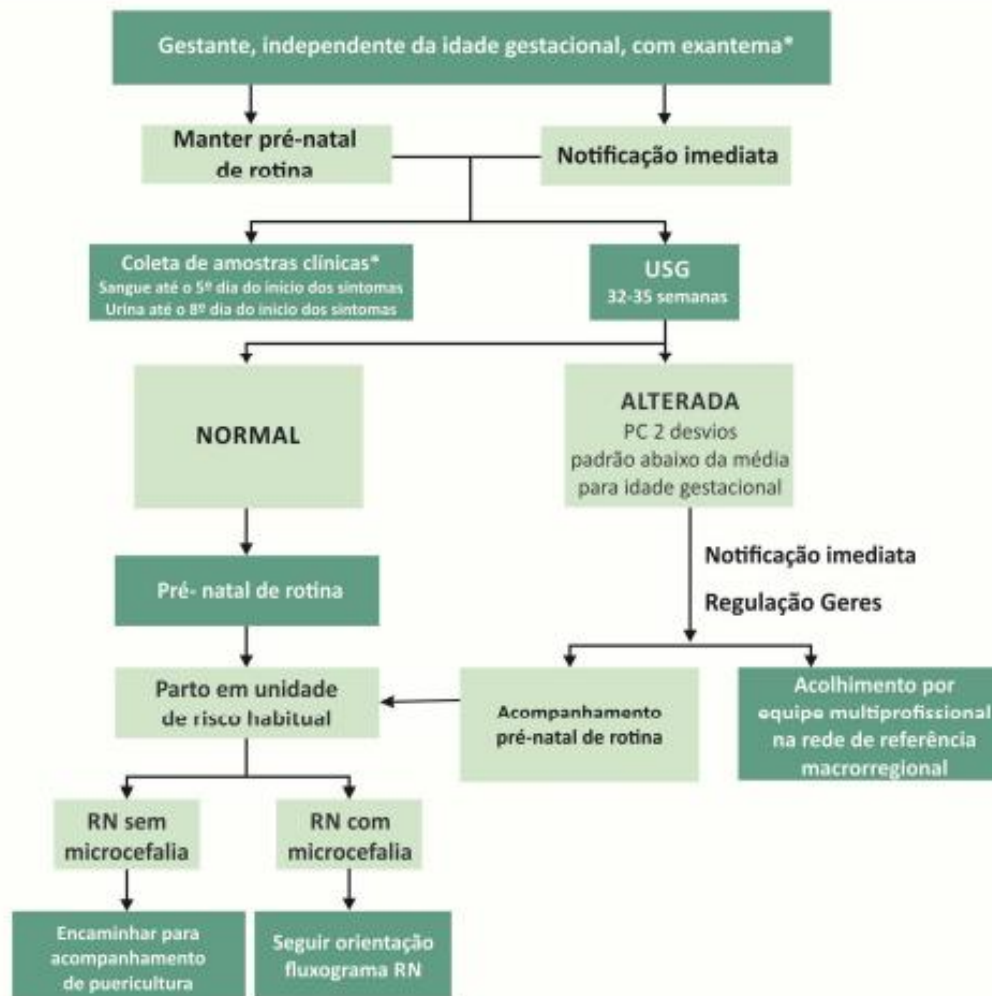 Gestante, independente da idade gestacional, com exantema*
Manter pré-natal
de rotina
Notificação imediata
Coleta de amostras clínicas*
Sangue até o 5º dia do início dos sintomas
Urina até o 8º dia do início dos sintomas
USG
32-35 semanas
NORMAL
ALTERADA
PC 2 desvios
padrão abaixo da média
para idade gestacional
Notificação imediata
Regulação Geres
Pré- natal de rotina
Parto em unidade
de risco habitual
Acompanhamento
pré-natal de rotina
Acolhimento por
equipe multiprofissional
na rede de referência
macrorregional
RN sem
microcefalia
RN com
microcefalia
Encaminhar para
acompanhamento
de puericultura
Seguir orientação
fluxograma RN